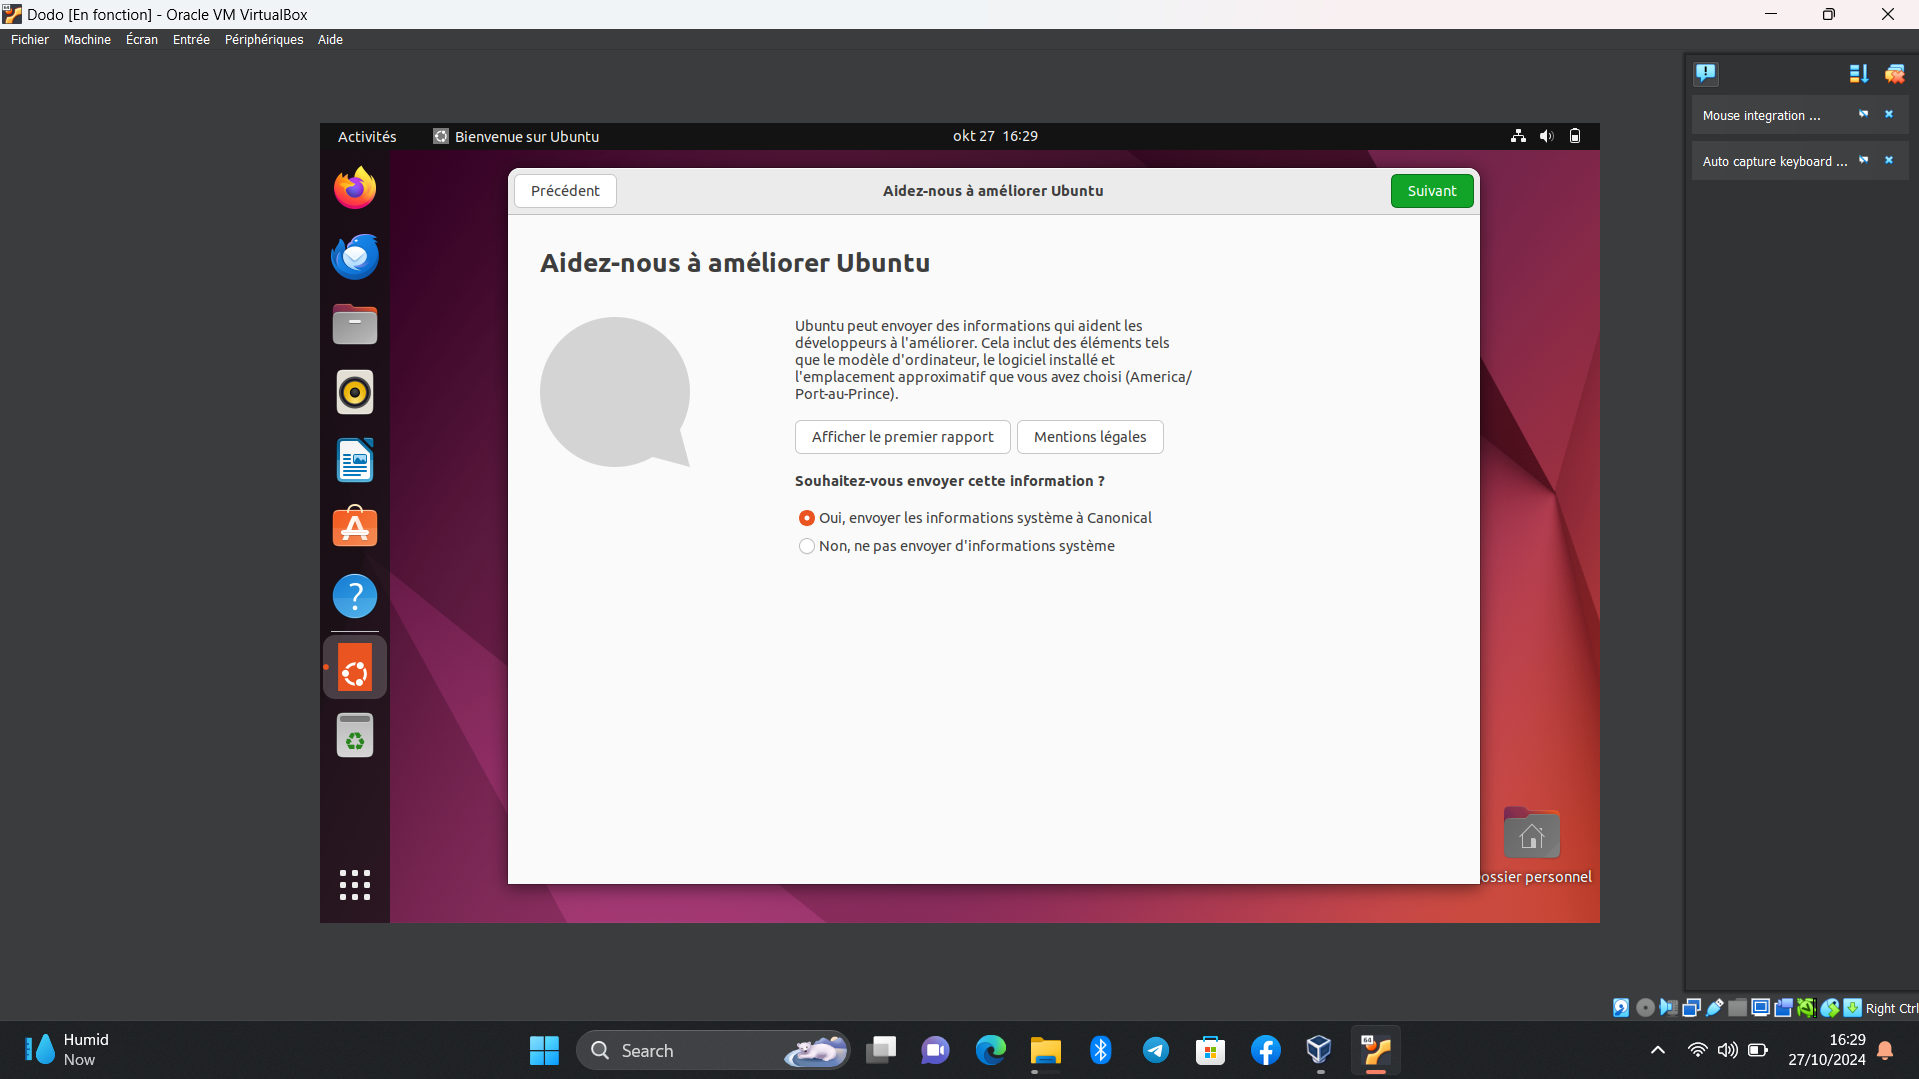 Dodo [En fonction] - Oracle VM VirtualBox
Fichier Machine Écran Entrée Périphériques Aide
Mouse integration ...
Auto capture keyboard ...
Activités Bienvenue sur Ubuntu okt 27 16:29
Précédent Aidez-nous à améliorer Ubuntu Suivant
Aidez-nous à améliorer Ubuntu
Ubuntu peut envoyer des informations qui aident les
développeurs à l'améliorer. Cela inclut des éléments tels
que le modèle d'ordinateur, le logiciel installé et
l'emplacement approximatif que vous avez choisi (America/
Port-au-Prince).
Afficher le premier rapport Mentions légales
Souhaitez-vous envoyer cette information ?
Oui, envoyer les informations système à Canonical
Non, ne pas envoyer d'informations système
ossier personnel
Right Ctrl
Humid
Now
Search
64
16:29
27/10/2024